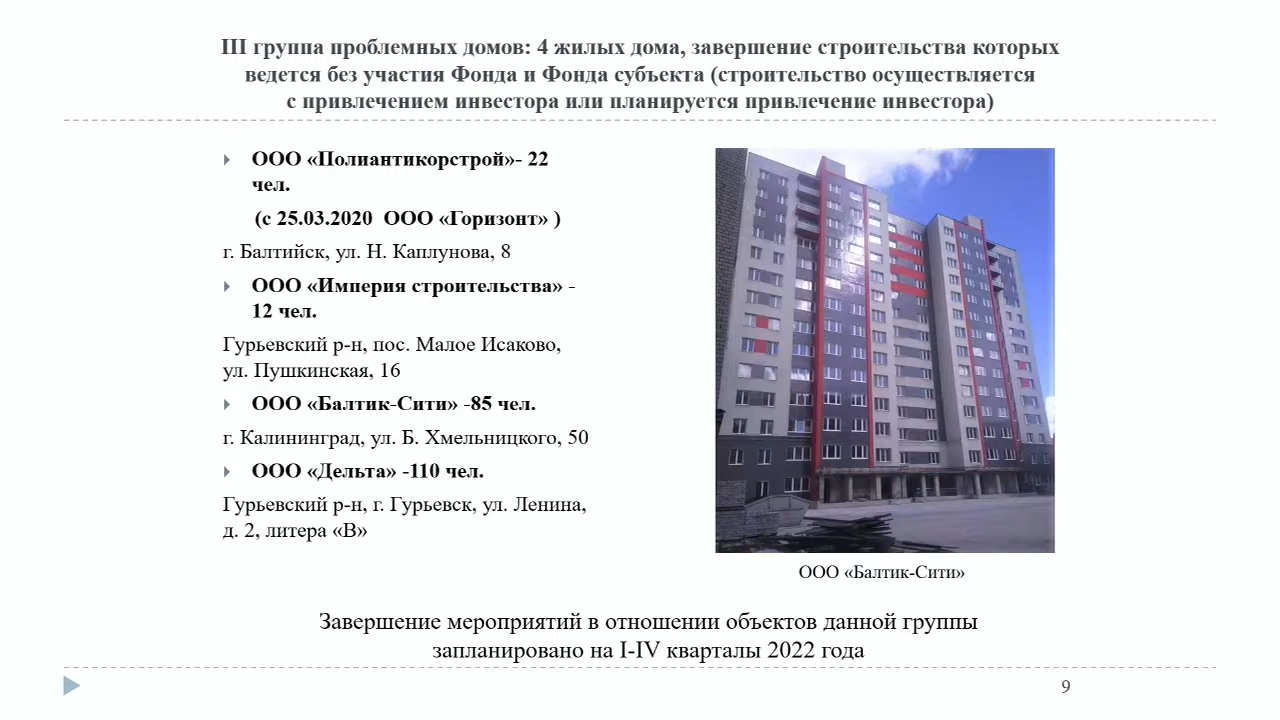 III группа проблемных домов: 4 жилых дома, завершение строительства которых
ведется без участия Фонда и Фонда субъекта (строительство осуществляется
с привлечением инвестора или планируется привлечение инвестора)
ООО «Полиантикорстрой»- 22
чел.
(с 25.03.2020 ООО «Горизонт» )
г. Балтийск, ул. Н. Каплунова, 8
ООО «Империя строительства» -
12 чел.
Гурьевский р-н, пос. Малое Исаково,
ул. Пушкинская, 16
ООО «Балтик-Сити» -85 чел.
г. Калининград, ул. Б. Хмельницкого, 50
ООО «Дельта» -110 чел.
Гурьевский р-н, г. Гурьевск, ул. Ленина,
д. 2, литера «В»
ООО «Балтик-Сити»
Завершение мероприятий в отношении объектов данной группы
запланировано на I-IV кварталы 2022 года
9